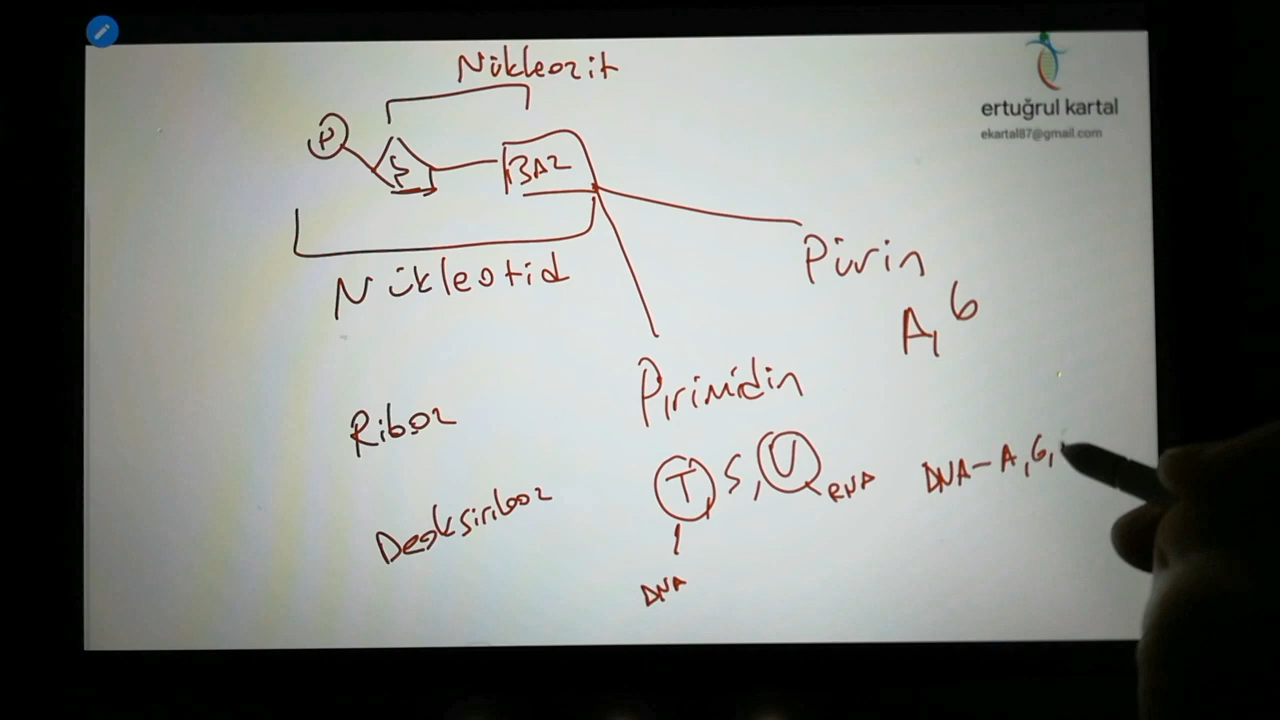 Nükleozit
ertuğrul kartal
ekartal87@gmail.com
P
Ş
BAZ
Nükleotid
Pürin
A, G
Pirimidin
Riboz
T, S, U
RNA
DNA - A, G,
Deoksiriboz
DNA